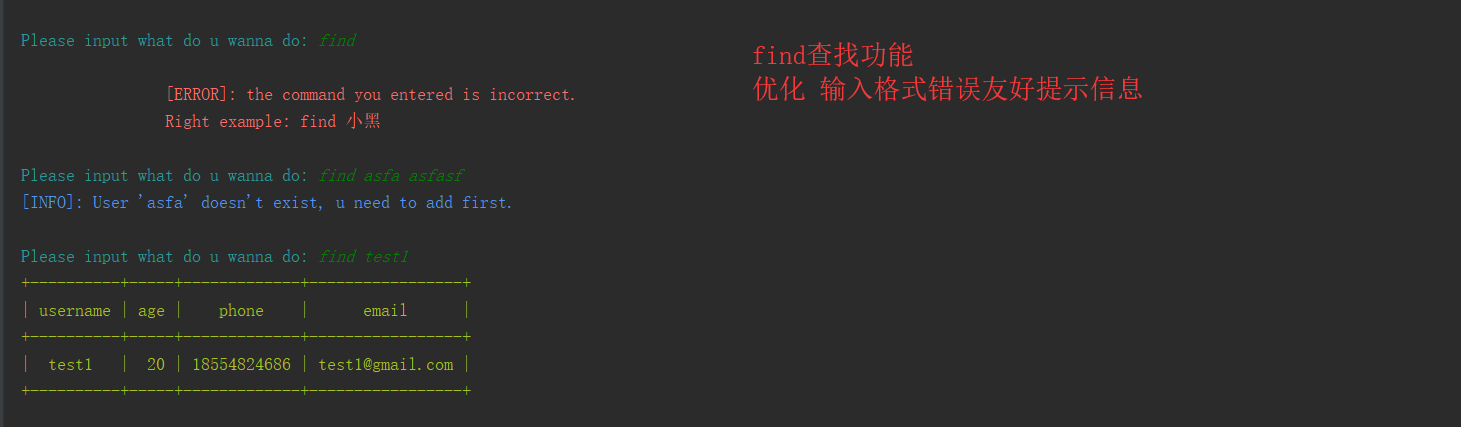 Please input what do u wanna do: find
find查找功能
优化 输入格式错误友好提示信息
[ERROR]: the command you entered is incorrect.
Right example: find 小黑
Please input what do u wanna do: find asfa asfasf
[INFO]: User 'asfa' doesn't exist, u need to add first.
Please input what do u wanna do: find test1
+----------+-----+-------------+-----------------+
| username | age |    phone    |      email      |
+----------+-----+-------------+-----------------+
|  test1   |  20 | 18554824686 | test1@gmail.com |
+----------+-----+-------------+-----------------+